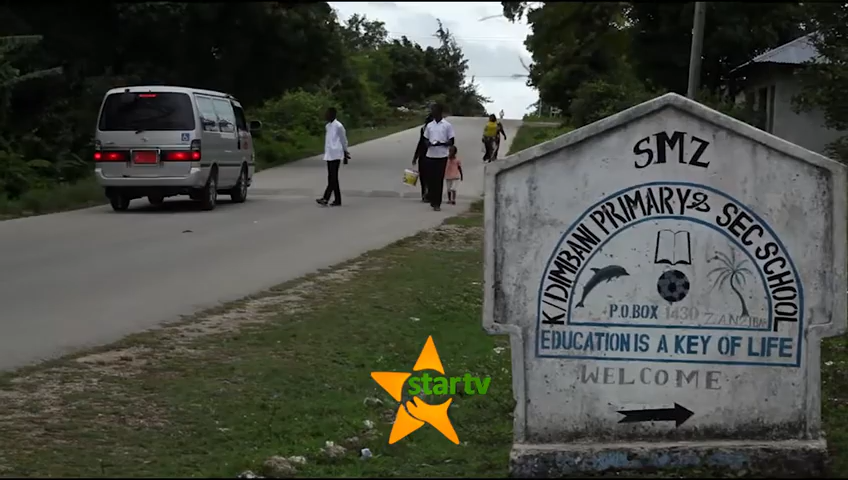 SMZ
K/DIMBANI PRIMARY & SEC SCHOOL
P.O.BOX 1430 ZANZIBAR
EDUCATION IS A KEY OF LIFE
WELCOME
startv